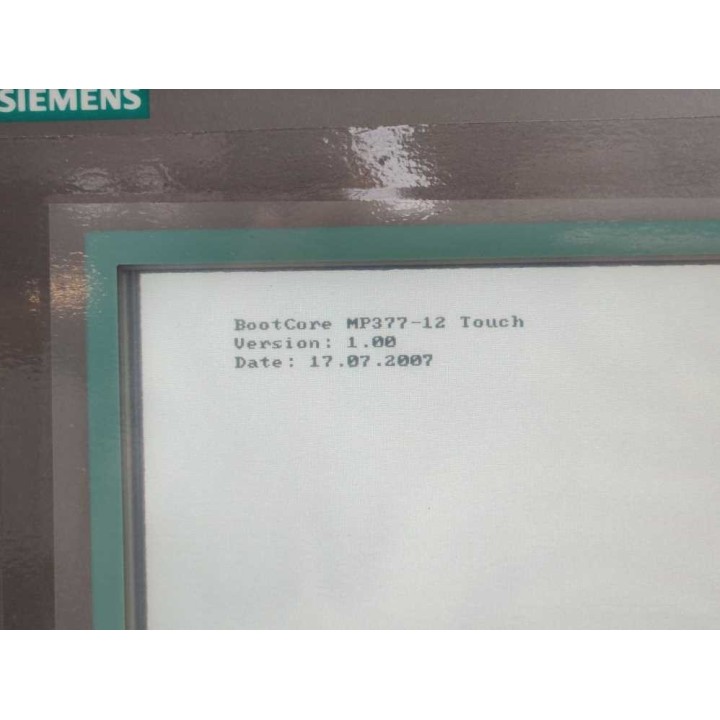 SIEMENS
BootCore MP377-12 Touch
Version: 1.00
Date: 17.07.2007